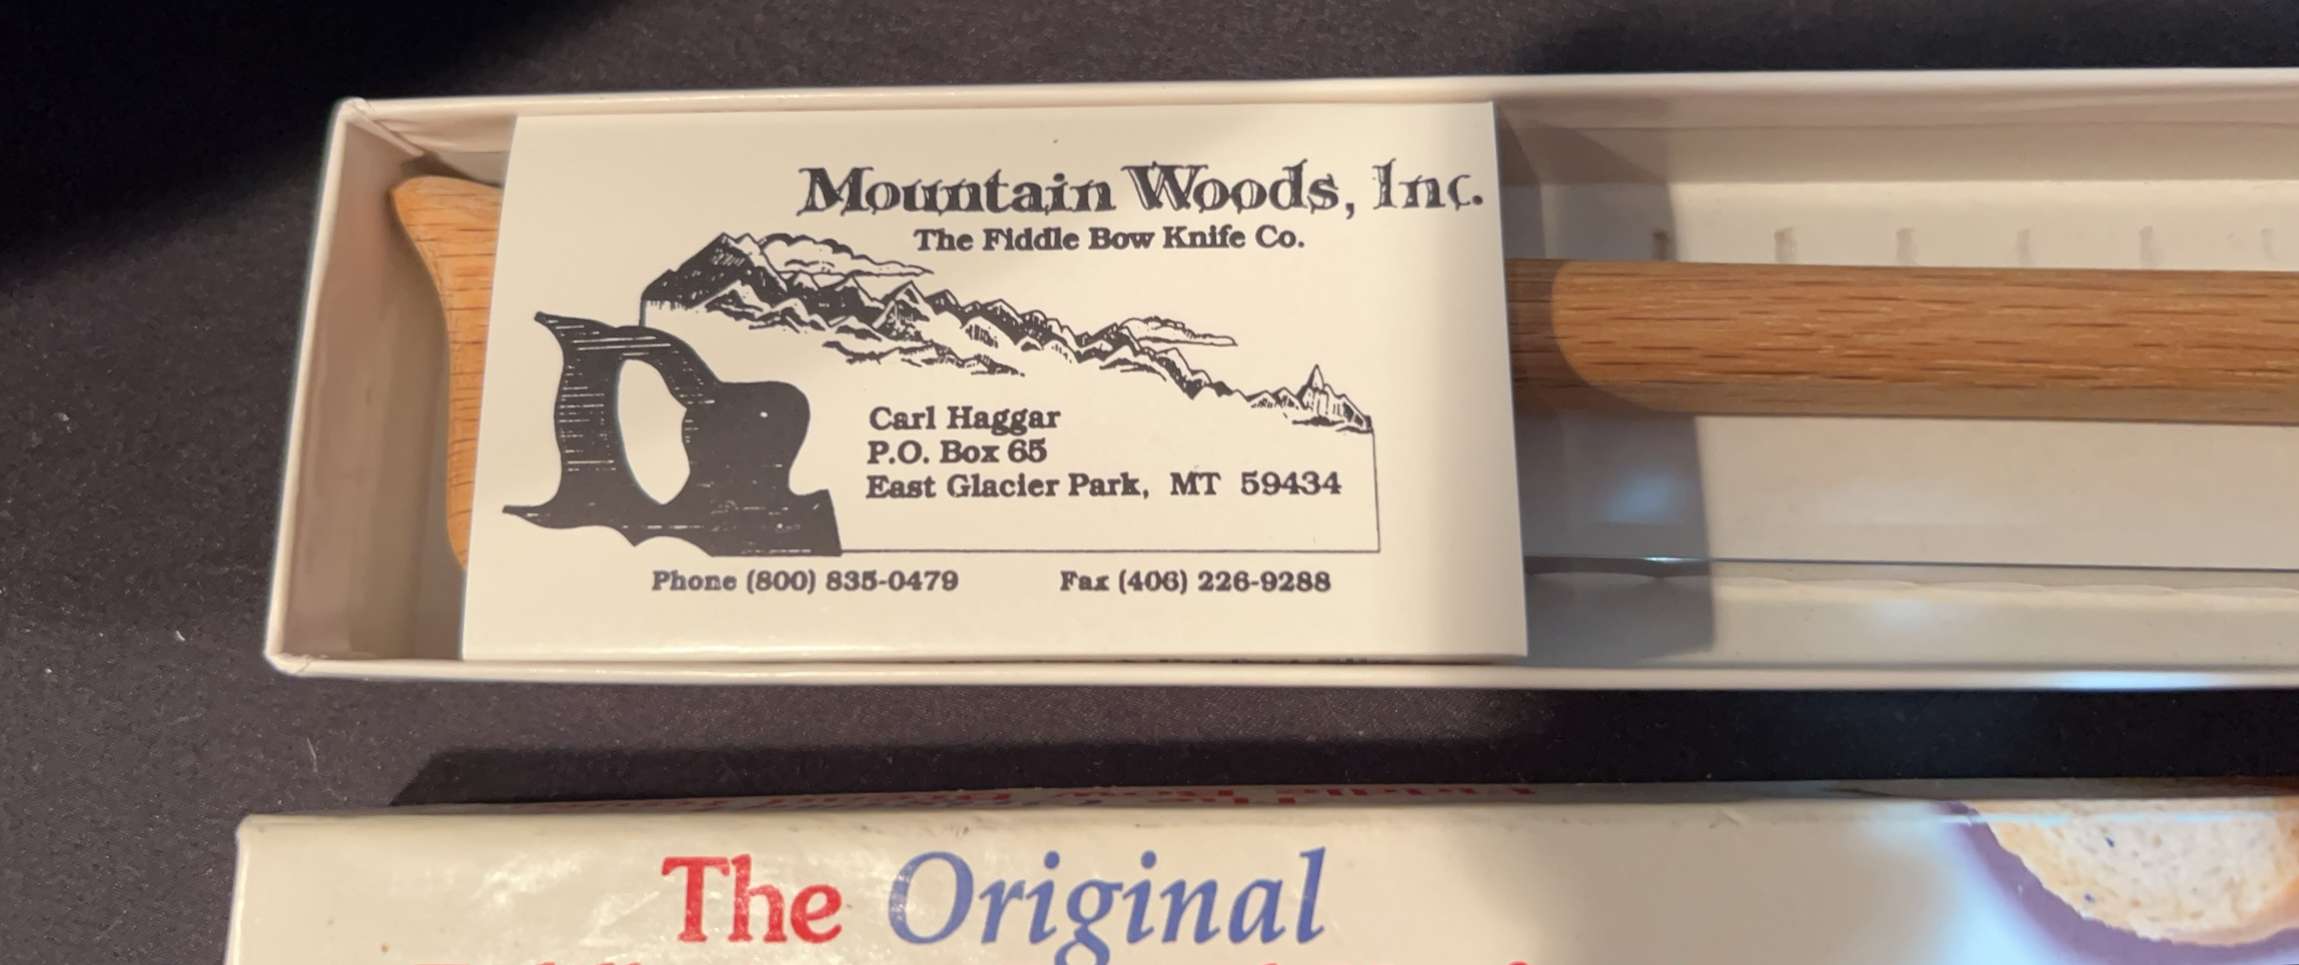 Mountain Woods, Inc.
The Fiddle Bow Knife Co.
Carl Haggar
P.O. Box 65
East Glacier Park, MT 59434
Phone (800) 835-0479
Fax (406) 226-9288
The Original